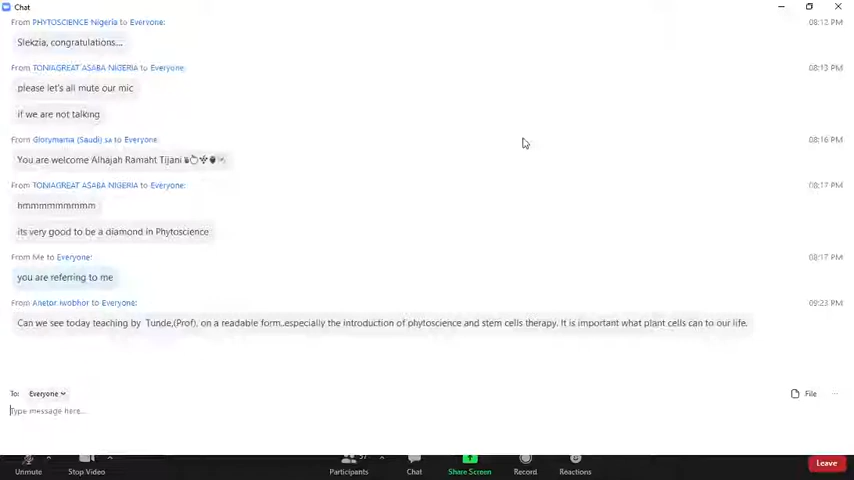 Chat
From PHYTOSCIENCE Nigeria to Everyone: 08:12 PM
Slekzia, congratulations...
From TONIAGREAT ASABA NIGERIA to Everyone: 08:13 PM
please let's all mute our mic
if we are not talking
From Glorymama (Saudi) sa to Everyone: 08:16 PM
You are welcome Alhajah Ramaht Tijani
From TONIAGREAT ASABA NIGERIA to Everyone: 08:17 PM
hmmmmmmmmm
its very good to be a diamond in Phytoscience
From Me to Everyone: 08:17 PM
you are referring to me
From Anetor Iwobhor to Everyone: 09:23 PM
Can we see today teaching by Tunde,(Prof), on a readable form..especially the introduction of phytoscience and stem cells therapy. It is important what plant cells can to our life.
To: Everyone File ...
Type message here...
Unmute Stop Video Participants Chat Share Screen Record Reactions Leave